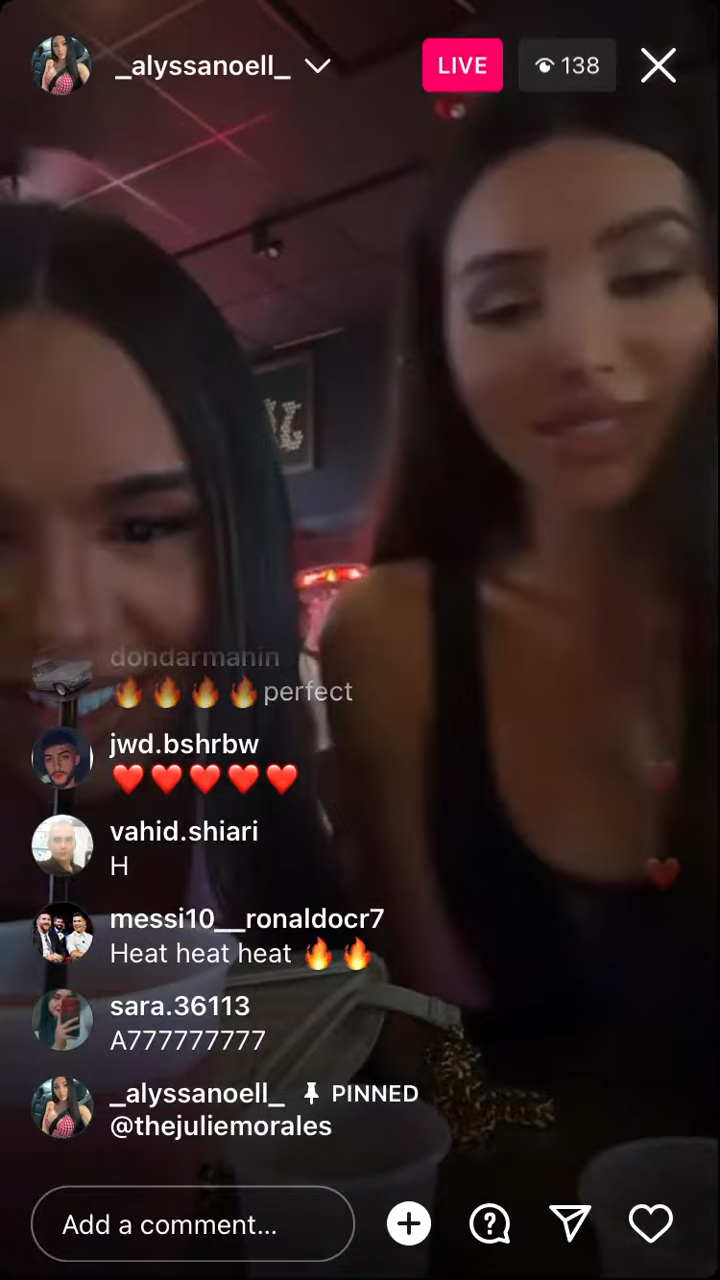 _alyssanoell_
LIVE
138
dondarmanin
🔥🔥🔥🔥perfect
jwd.bshrbw
❤️❤️❤️❤️❤️
vahid.shiari
H
messi10__ronaldocr7
Heat heat heat 🔥🔥
sara.36113
A777777777
_alyssanoell_ PINNED
@thejuliemorales
Add a comment...